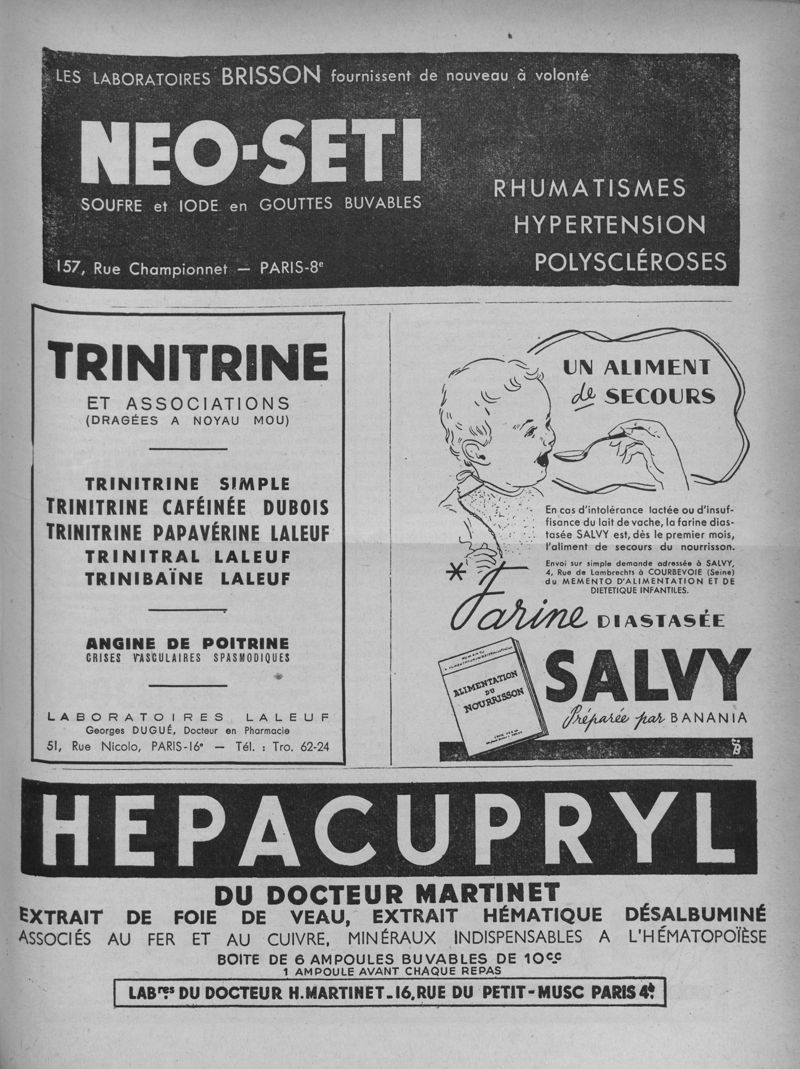 LES LABORATOIRES BRISSON fournissent de nouveau à volonté
NEO-SETI
SOUFRE et IODE en GOUTTES BUVABLES
RHUMATISMES
HYPERTENSION
POLYSCLÉROSES
157, Rue Championnet — PARIS-8e
TRINITRINE
ET ASSOCIATIONS
(DRAGÉES A NOYAU MOU)
TRINITRINE SIMPLE
TRINITRINE CAFÉINÉE DUBOIS
TRINITRINE PAPAVÉRINE LALEUF
TRINITRAL LALEUF
TRINIBAÏNE LALEUF
ANGINE DE POITRINE
CRISES VASCULAIRES SPASMODIQUES
LABORATOIRES LALEUF
Georges DUGUÉ, Docteur en Pharmacie
51, Rue Nicolo, PARIS-16e — Tél. : Tro. 62-24
UN ALIMENT
de SECOURS
En cas d'intolérance lactée ou d'insuf-
fisance du lait de vache, la farine dias-
tasée SALVY est, dès le premier mois,
l'aliment de secours du nourrisson.
Envoi sur simple demande adressée à SALVY,
4, Rue de Lambrechts à COURBEVOIE (Seine)
du MEMENTO D'ALIMENTATION ET DE
DIETETIQUE INFANTILES.
* Farine DIASTASÉE
SALVY
Préparée par BANANIA
ALIMENTATION
DU
NOURRISSON
HEPACUPRYL
DU DOCTEUR MARTINET
EXTRAIT DE FOIE DE VEAU, EXTRAIT HÉMATIQUE DÉSALBUMINÉ
ASSOCIÉS AU FER ET AU CUIVRE, MINÉRAUX INDISPENSABLES A L'HÉMATOPOÏÈSE
BOITE DE 6 AMPOULES BUVABLES DE 10cc
1 AMPOULE AVANT CHAQUE REPAS
LABres DU DOCTEUR H.MARTINET_16,RUE DU PETIT-MUSC PARIS 4e.